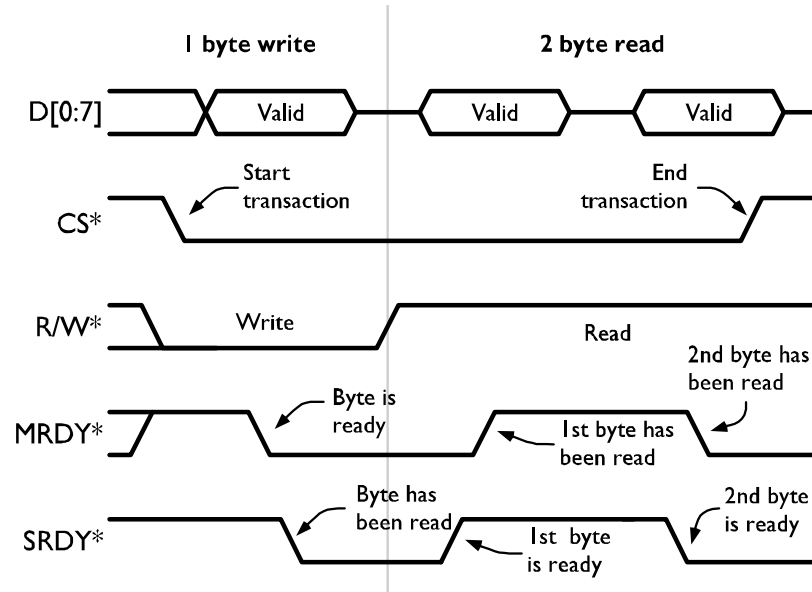 1 byte write
2 byte read
D[0:7]
Valid
Valid
Valid
CS*
Start
transaction
End
transaction
R/W*
Write
Read
MRDY*
Byte is
ready
1st byte has
been read
2nd byte has
been read
SRDY*
Byte has
been read
1st byte
is ready
2nd byte
is ready